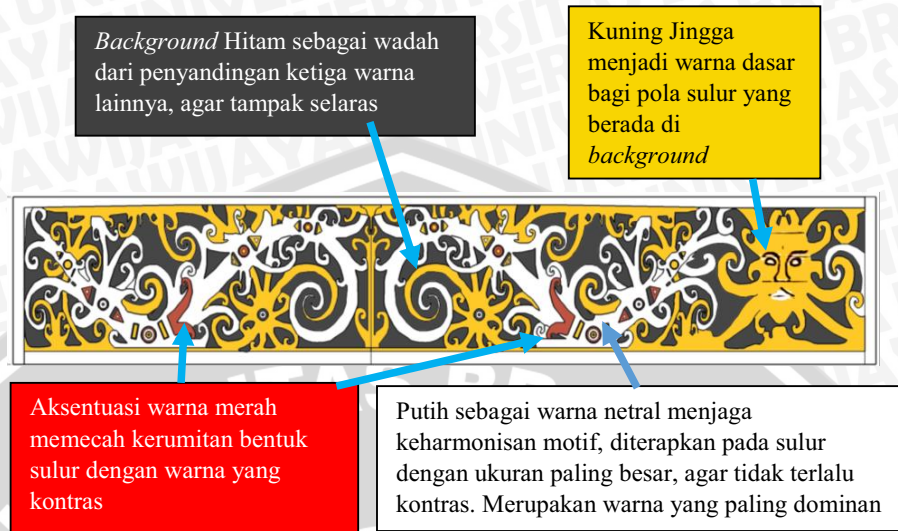 Background Hitam sebagai wadah
dari penyandingan ketiga warna
lainnya, agar tampak selaras
Kuning Jingga
menjadi warna dasar
bagi pola sulur yang
berada di
background
Aksentuasi warna merah
memecah kerumitan bentuk
sulur dengan warna yang
kontras
Putih sebagai warna netral menjaga
keharmonisan motif, diterapkan pada sulur
dengan ukuran paling besar, agar tidak terlalu
kontras. Merupakan warna yang paling dominan